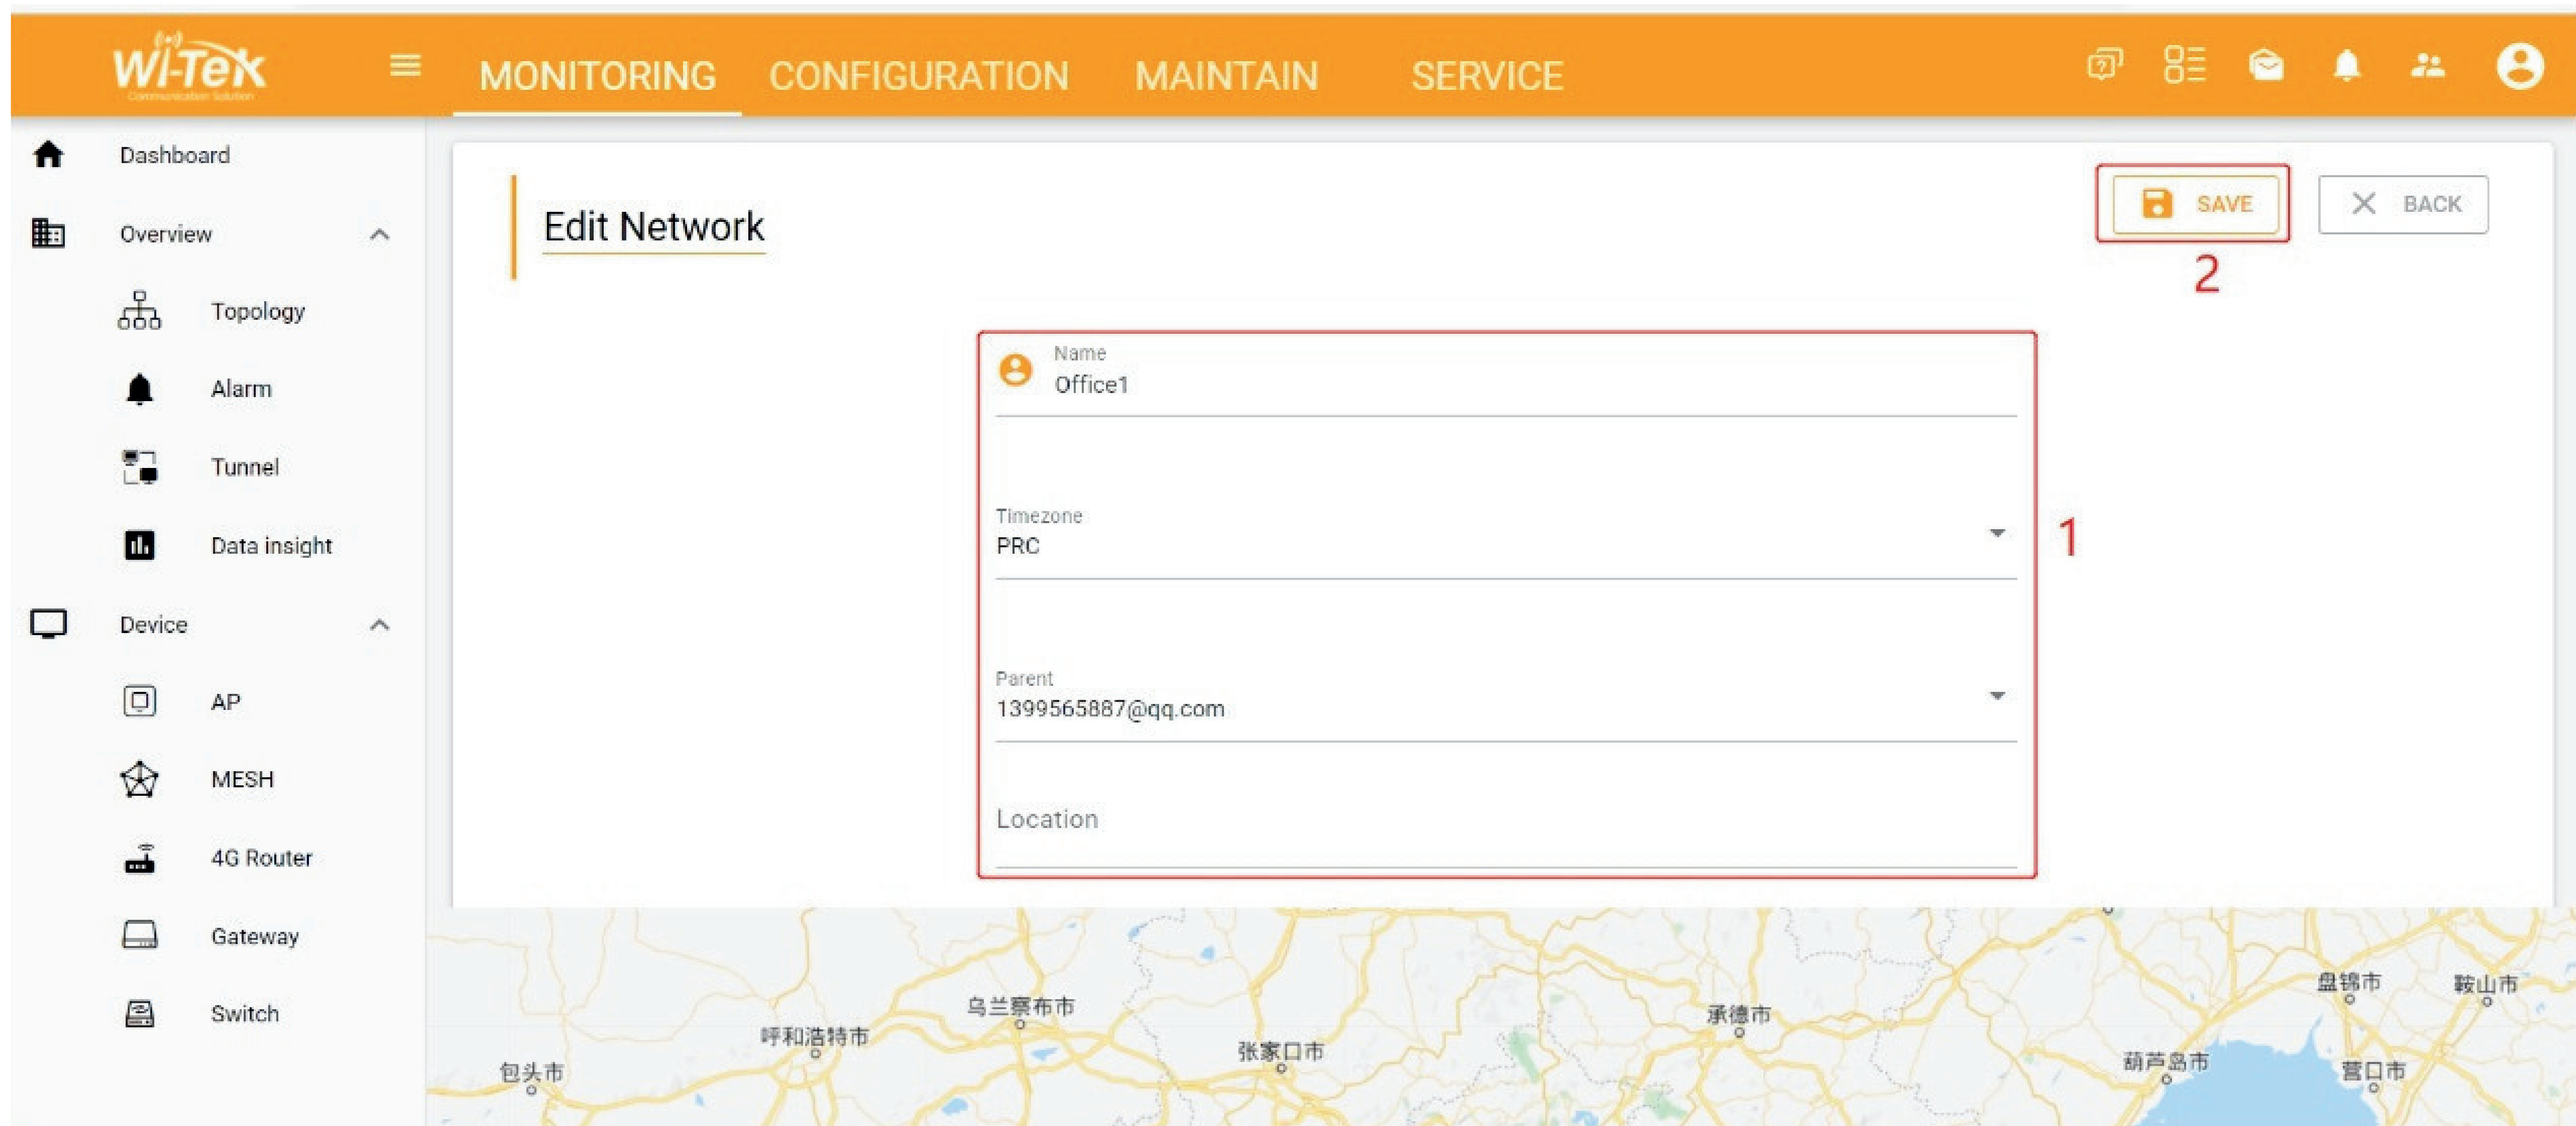 Wi-Tek
Communication Solution
MONITORING CONFIGURATION MAINTAIN SERVICE
Dashboard
Overview
Topology
Alarm
Tunnel
Data insight
Device
AP
MESH
4G Router
Gateway
Switch
Edit Network
SAVE
BACK
2
Name
Office1
Timezone
PRC
1
Parent
1399565887@qq.com
Location
盘锦市
鞍山市
乌兰察布市
承德市
呼和浩特市
张家口市
葫芦岛市
包头市
营口市